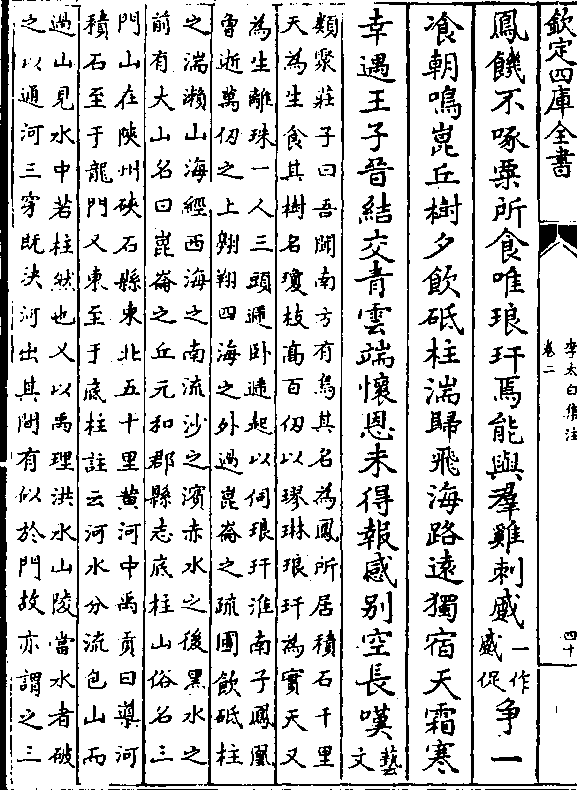 欽定四庫全書
李太白集注
卷二
四十
鳳饑不啄粟所食唯琅玕焉能與羣雞刺蹙一作蹙促爭一
飡朝鳴崑丘樹夕飲砥柱湍歸飛海路遠獨宿天霜寒
幸遇王子晉結交青雲端懷恩未得報感别空長嘆藝文
類聚莊子曰吾聞南方有鳥其名為鳳所居積石千里
天為生食其樹名瓊枝高百仞以璆琳琅玕為實天又
為生離珠一人三頭遞卧遞起以伺琅玕淮南子鳳凰
曾逝萬仞之上翱翔四海之外過崑崙之疏圃飲砥柱
之湍瀨山海經西海之南流沙之濱赤水之後黑水之
前有大山名曰崑崙之丘元和郡縣志底柱山俗名三
門山在陜州硤石縣東北五十里黄河中禹貢曰導河
積石至于龍門又東至于底柱註云河水分流包山而
過山見水中若柱然也又以禹理洪水山陵當水者破
之以通河三穿既決河出其間有似於門故亦謂之三